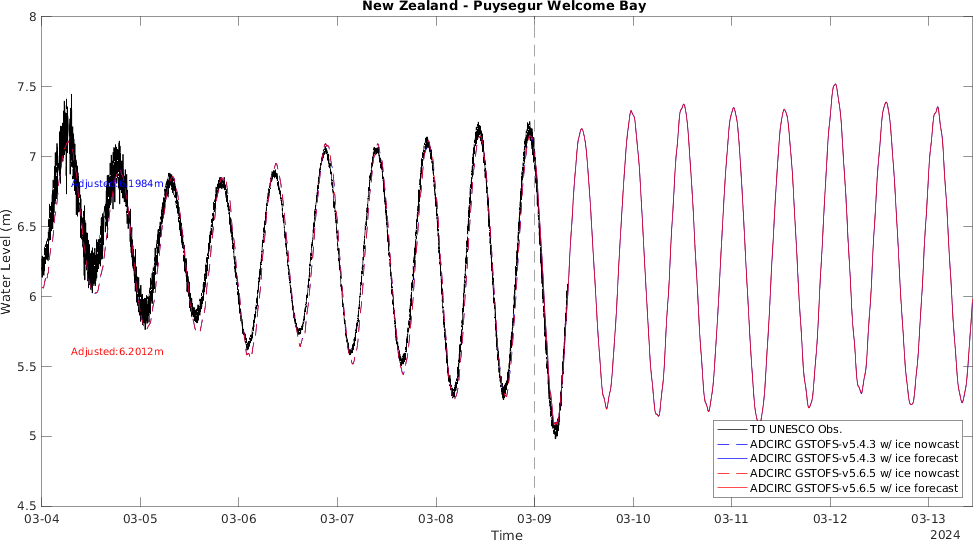 New Zealand - Puysegur Welcome Bay
8
7.5
7
6.5
6
5.5
5
4.5
Water Level (m)
Adjusted:6.1984m
Adjusted:6.2012m
TD UNESCO Obs.
ADCIRC GSTOFS-v5.4.3 w/ ice nowcast
ADCIRC GSTOFS-v5.4.3 w/ ice forecast
ADCIRC GSTOFS-v5.6.5 w/ ice nowcast
ADCIRC GSTOFS-v5.6.5 w/ ice forecast
03-04 03-05 03-06 03-07 03-08 03-09 03-10 03-11 03-12 03-13
Time
2024